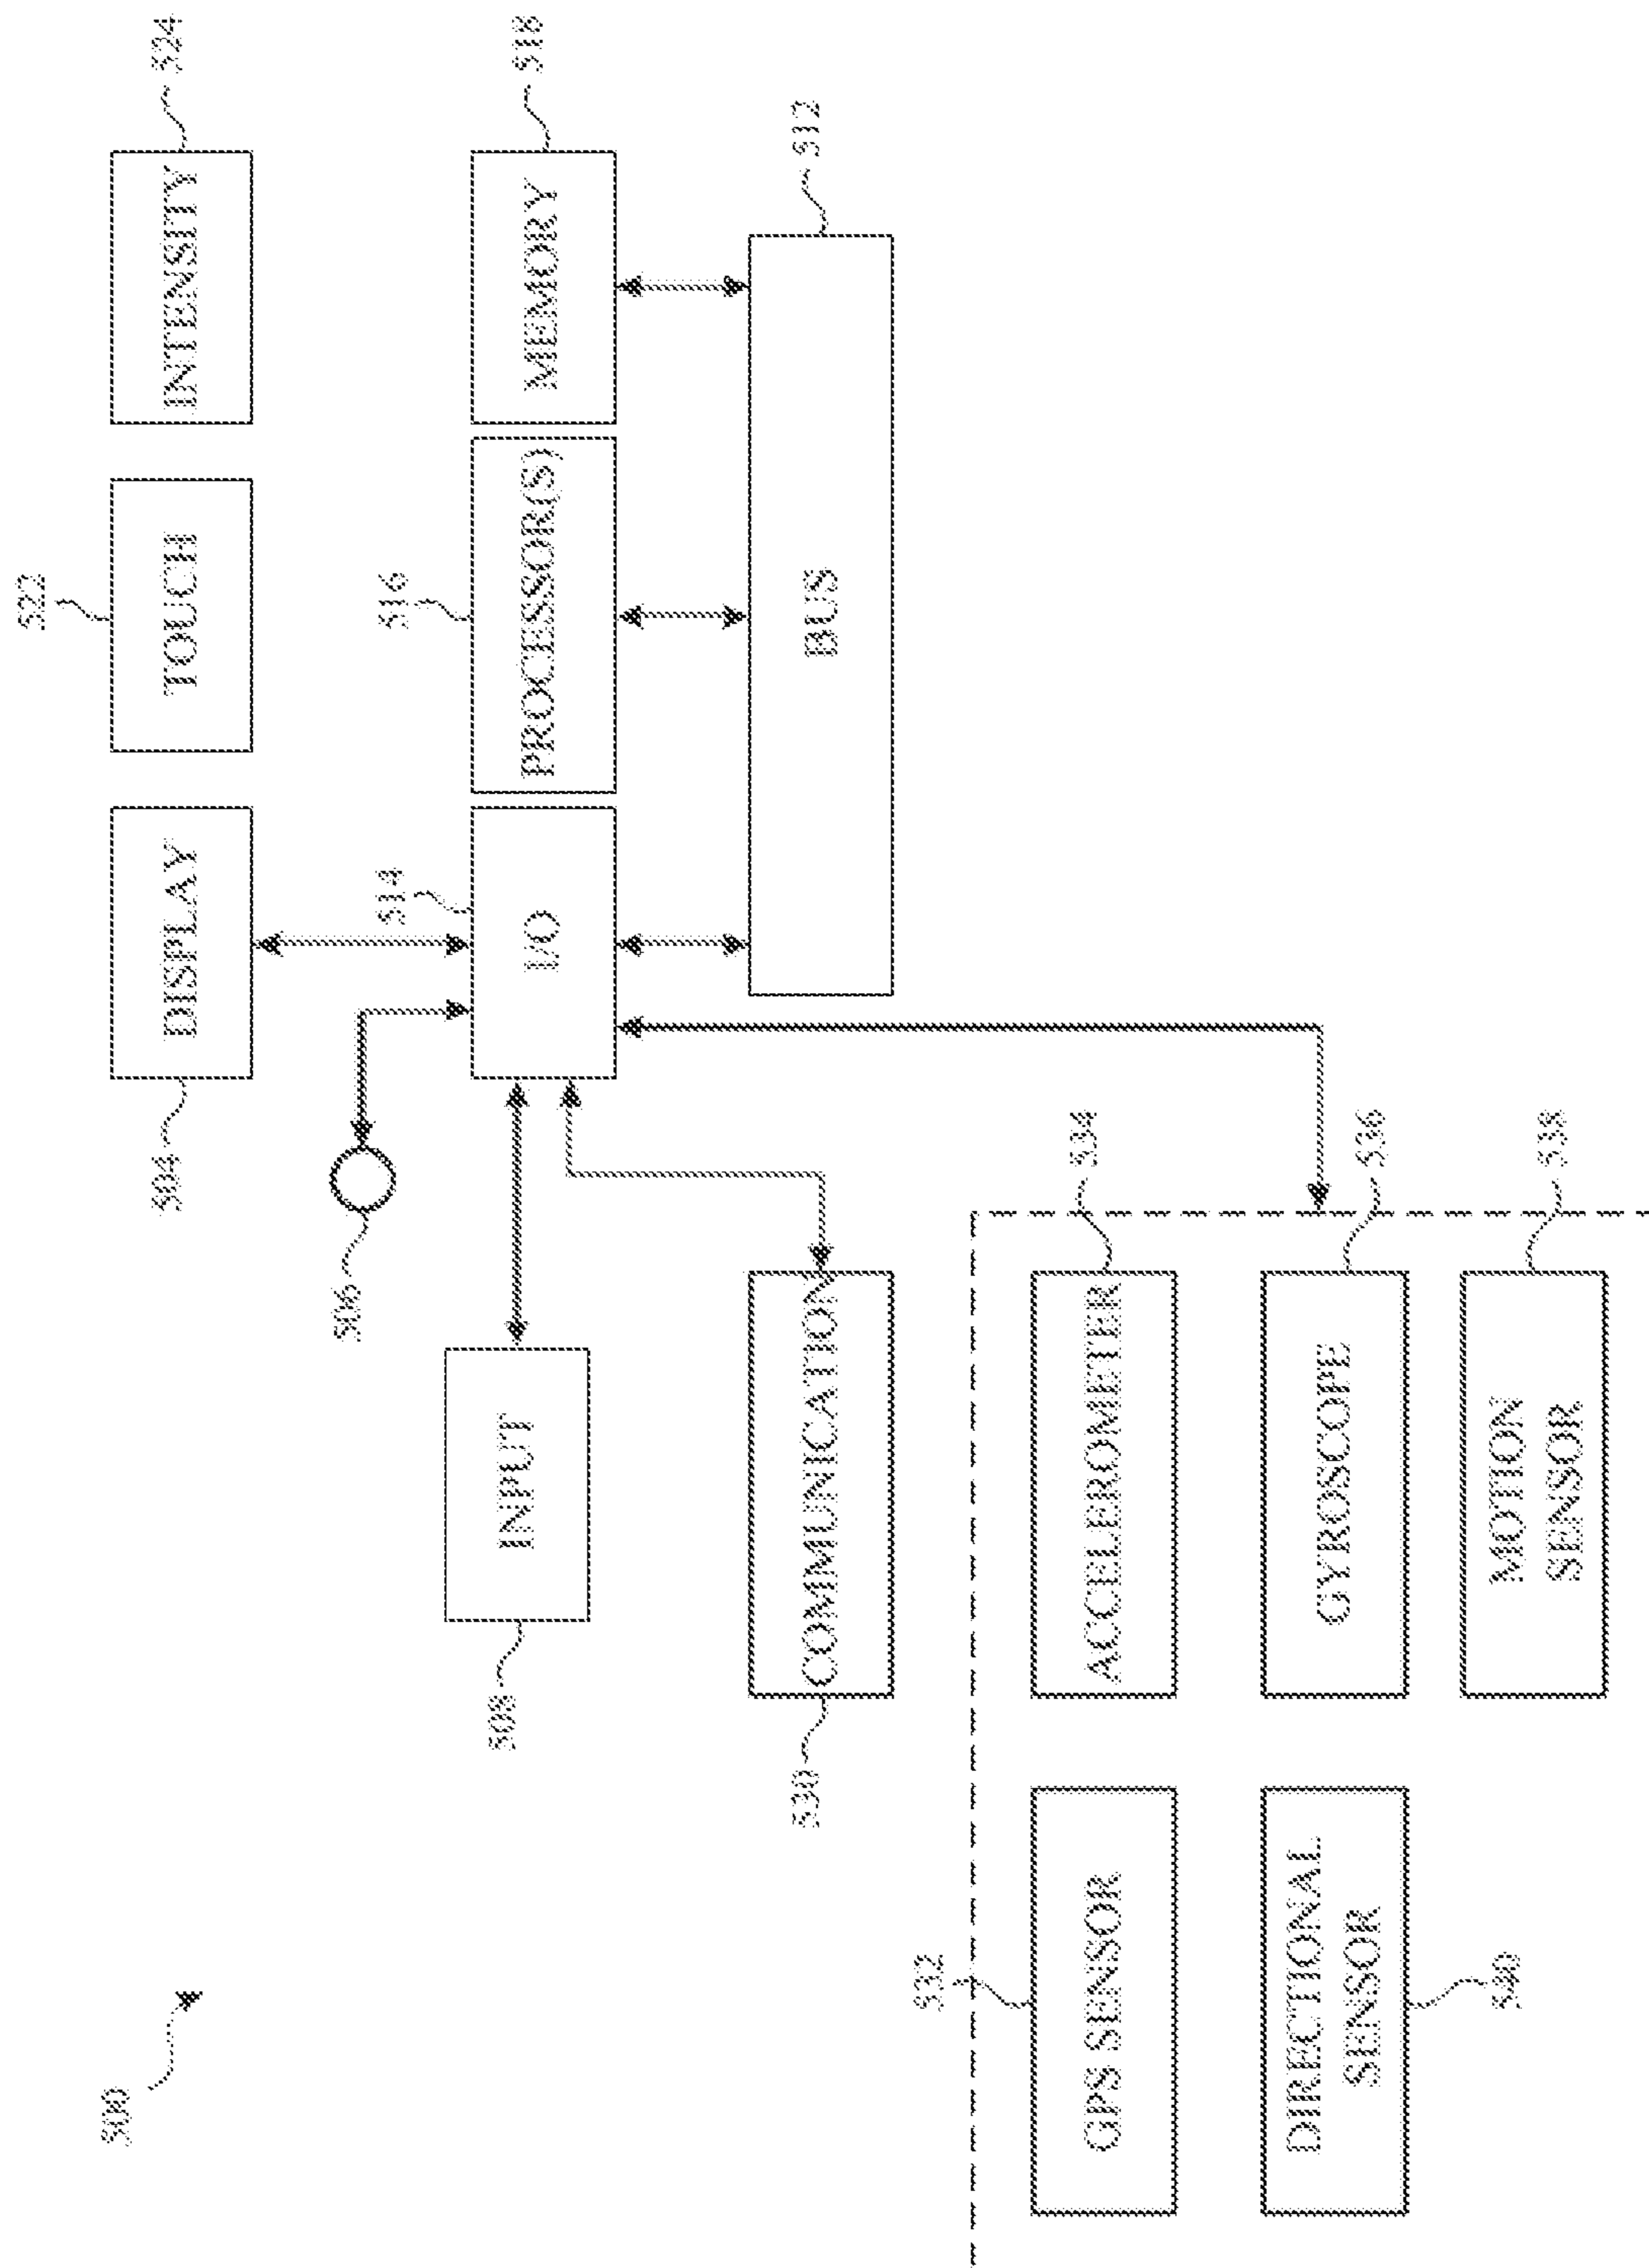 500
522
524
DISPLAY
TOUCH
INTENSITY
504
506
514
516
518
INPUT
I/O
PROCESSOR(S)
MEMORY
508
512
COMMUNICATION
BUS
530
532
534
GPS SENSOR
ACCELEROMETER
536
DIRECTIONAL
SENSOR
GYROSCOPE
538
540
MOTION
SENSOR